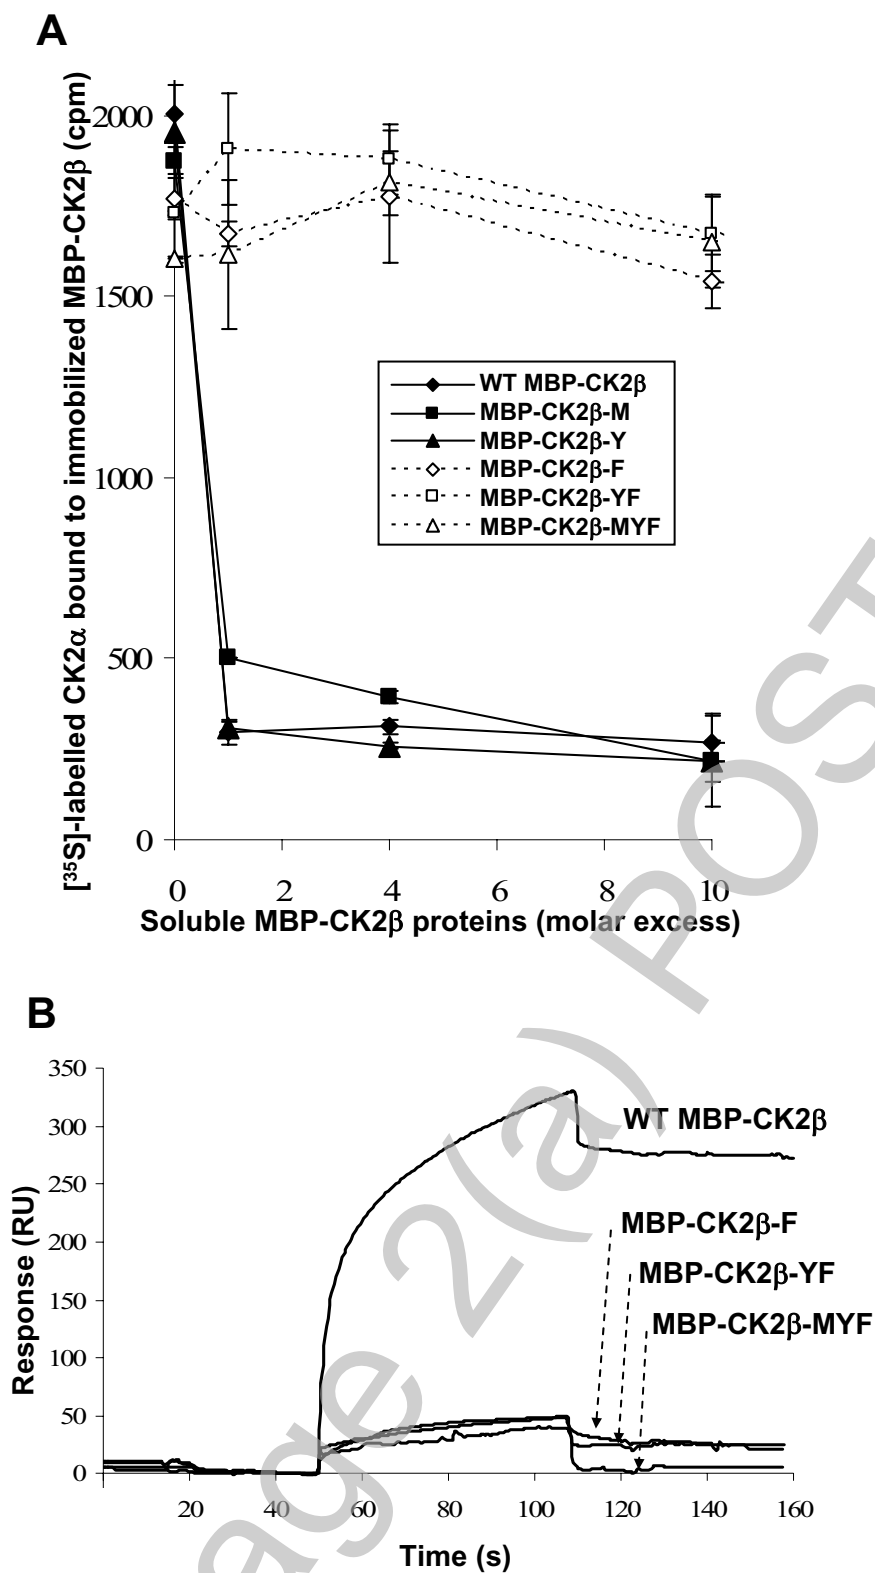 A
[³⁵S]-labelled CK2α bound to immobilized MBP-CK2β (cpm)
2000
1500
1000
500
0
WT MBP-CK2β
MBP-CK2β-M
MBP-CK2β-Y
MBP-CK2β-F
MBP-CK2β-YF
MBP-CK2β-MYF
0 2 4 6 8 10
Soluble MBP-CK2β proteins (molar excess)
B
Response (RU)
350
300
250
200
150
100
50
0
WT MBP-CK2β
MBP-CK2β-F
MBP-CK2β-YF
MBP-CK2β-MYF
20 40 60 80 100 120 140 160
Time (s)
age 2(a) POST